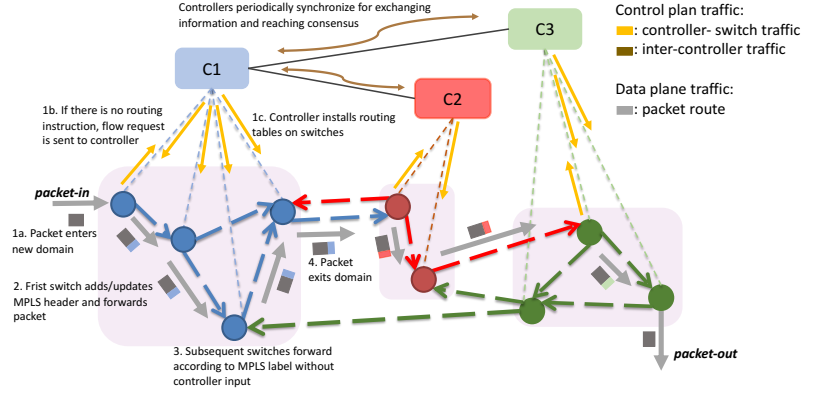 Controllers periodically synchronize for exchanging
information and reaching consensus
Control plan traffic:
: controller- switch traffic
: inter-controller traffic
Data plane traffic:
: packet route
C3
C1
C2
1b. If there is no routing
instruction, flow request
is sent to controller
1c. Controller installs routing
tables on switches
packet-in
1a. Packet enters
new domain
2. Frist switch adds/updates
MPLS header and forwards
packet
4. Packet
exits domain
3. Subsequent switches forward
according to MPLS label without
controller input
packet-out